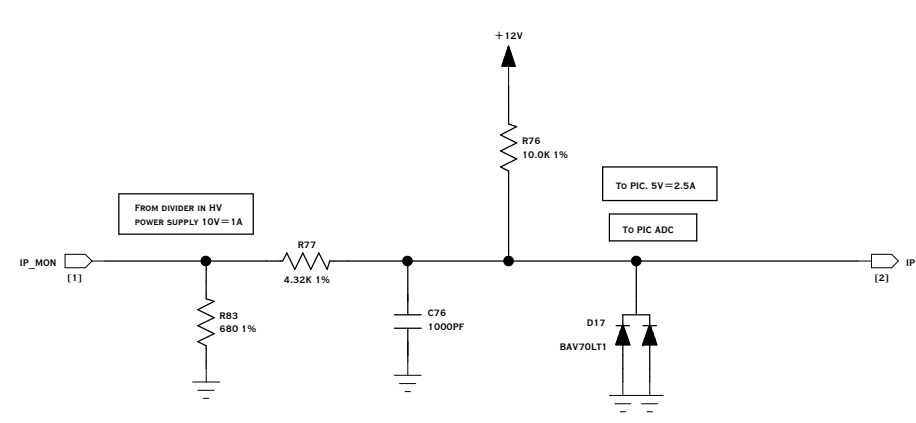 +12V
R76
10.0K 1%
To PIC. 5V=2.5A
From divider in HV
power supply 10V=1A
To PIC ADC
R77
IP_MON
[1]
4.32K 1%
IP
[2]
R83
680 1%
C76
1000PF
D17
BAV70LT1